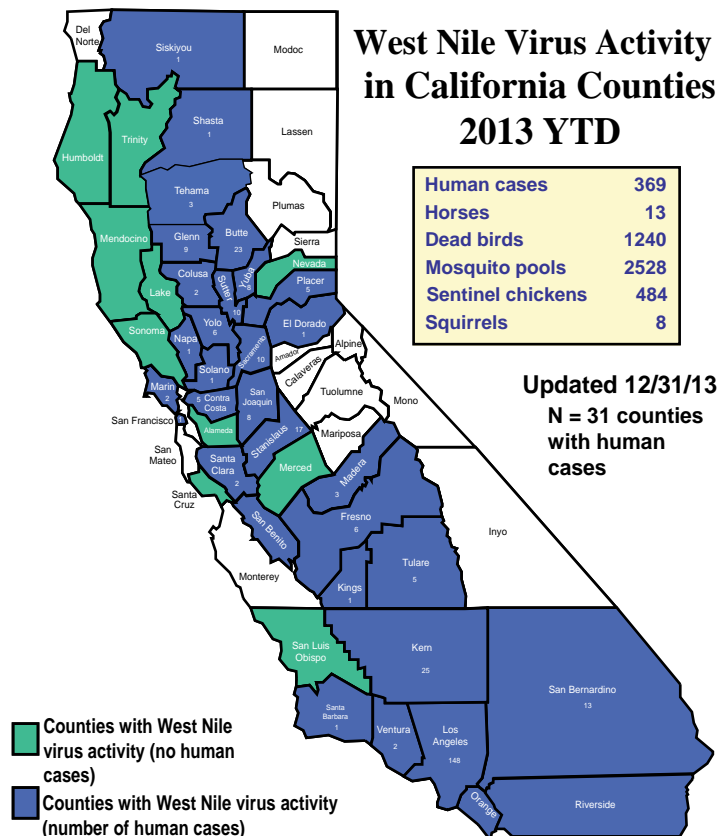 West Nile Virus Activity
in California Counties
2013 YTD
Human cases 369
Horses 13
Dead birds 1240
Mosquito pools 2528
Sentinel chickens 484
Squirrels 8
Updated 12/31/13
N = 31 counties
with human
cases
Del
Norte
Siskiyou
1
Modoc
Humboldt
Trinity
Shasta
1
Lassen
Tehama
3
Plumas
Mendocino
Glenn
9
Butte
23
Sierra
Lake
Colusa
2
Sutter
10
Yuba
Nevada
Placer
5
Sonoma
Napa
1
Yolo
6
Sacramento
10
El Dorado
1
Solano
1
Amador
Alpine
Calaveras
Marin
2
5 Contra
Costa
San
Joaquin
8
Tuolumne
Mono
San Francisco
Alameda
Stanislaus
17
Mariposa
San
Mateo
Santa
Clara
2
Merced
Madera
3
Santa
Cruz
San Benito
Fresno
6
Inyo
Monterey
Kings
1
Tulare
5
San Luis
Obispo
Kern
25
San Bernardino
13
Santa
Barbara
1
Ventura
2
Los
Angeles
148
Orange
Riverside
Counties with West Nile
virus activity (no human
cases)
Counties with West Nile virus activity
(number of human cases)